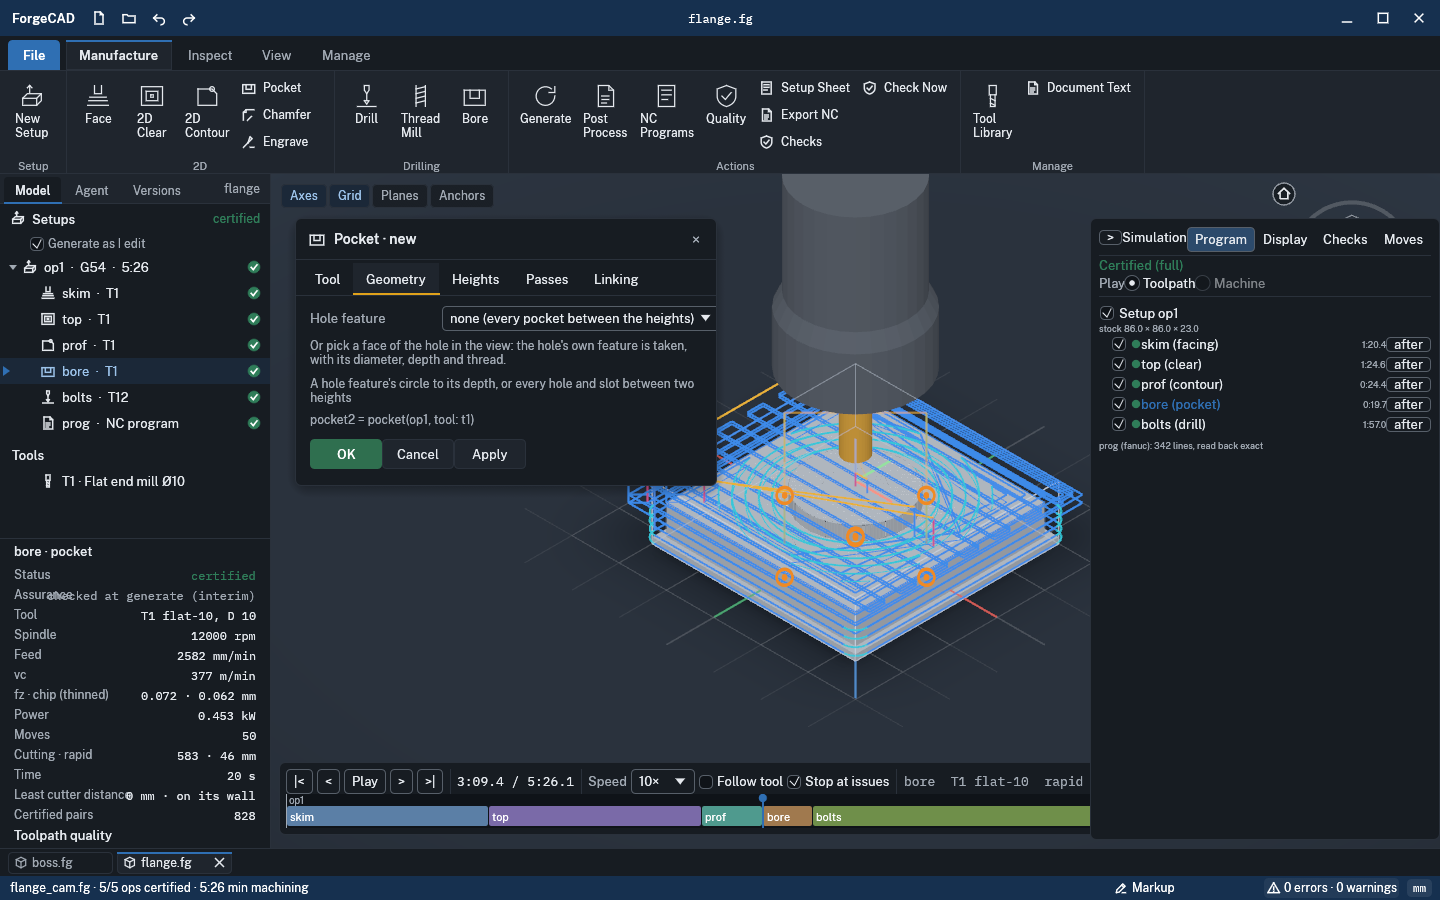 ForgeCAD
flange.fg
File
Manufacture
Inspect
View
Manage
New Setup
Face
2D Clear
2D Contour
Pocket
Chamfer
Engrave
Drill
Thread Mill
Bore
Generate
Post Process
NC Programs
Quality
Setup Sheet
Export NC
Checks
Check Now
Tool Library
Document Text
Setup
2D
Drilling
Actions
Manage
Model
Agent
Versions
flange
Setups
certified
Generate as I edit
op1 · G54 · 5:26
skim · T1
top · T1
prof · T1
bore · T1
bolts · T12
prog · NC program
Tools
T1 · Flat end mill Ø10
bore · pocket
Status certified
Assurance checked at generate (interim)
Tool T1 flat-10, D 10
Spindle 12000 rpm
Feed 2582 mm/min
vc 377 m/min
fz · chip (thinned) 0.072 · 0.062 mm
Power 0.453 kW
Moves 50
Cutting · rapid 583 · 46 mm
Time 20 s
Least cutter distance 0 mm · on its wall
Certified pairs 828
Toolpath quality
Axes
Grid
Planes
Anchors
Pocket · new
×
Tool
Geometry
Heights
Passes
Linking
Hole feature
none (every pocket between the heights)
Or pick a face of the hole in the view: the hole's own feature is taken,
with its diameter, depth and thread.
A hole feature's circle to its depth, or every hole and slot between two
heights
pocket2 = pocket(op1, tool: t1)
OK
Cancel
Apply
> Simulation
Program
Display
Checks
Moves
Certified (full)
Play Toolpath Machine
Setup op1
stock 86.0 × 86.0 × 23.0
skim (facing) 1:20.4 after
top (clear) 1:24.6 after
prof (contour) 0:24.4 after
bore (pocket) 0:19.7 after
bolts (drill) 1:57.0 after
prog (fanuc): 342 lines, read back exact
|<
<
Play
>
>|
3:09.4 / 5:26.1
Speed
10×
Follow tool
Stop at issues
bore T1 flat-10 rapid
op1
skim
top
prof
bore
bolts
boss.fg
flange.fg
flange_cam.fg · 5/5 ops certified · 5:26 min machining
Markup
0 errors · 0 warnings
mm